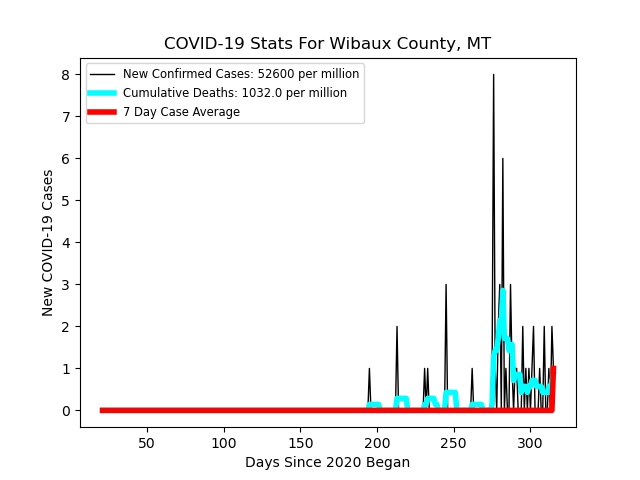 COVID-19 Stats For Wibaux County, MT
New Confirmed Cases: 52600 per million
Cumulative Deaths: 1032.0 per million
7 Day Case Average
New COVID-19 Cases
8
7
6
5
4
3
2
1
0
50 100 150 200 250 300
Days Since 2020 Began